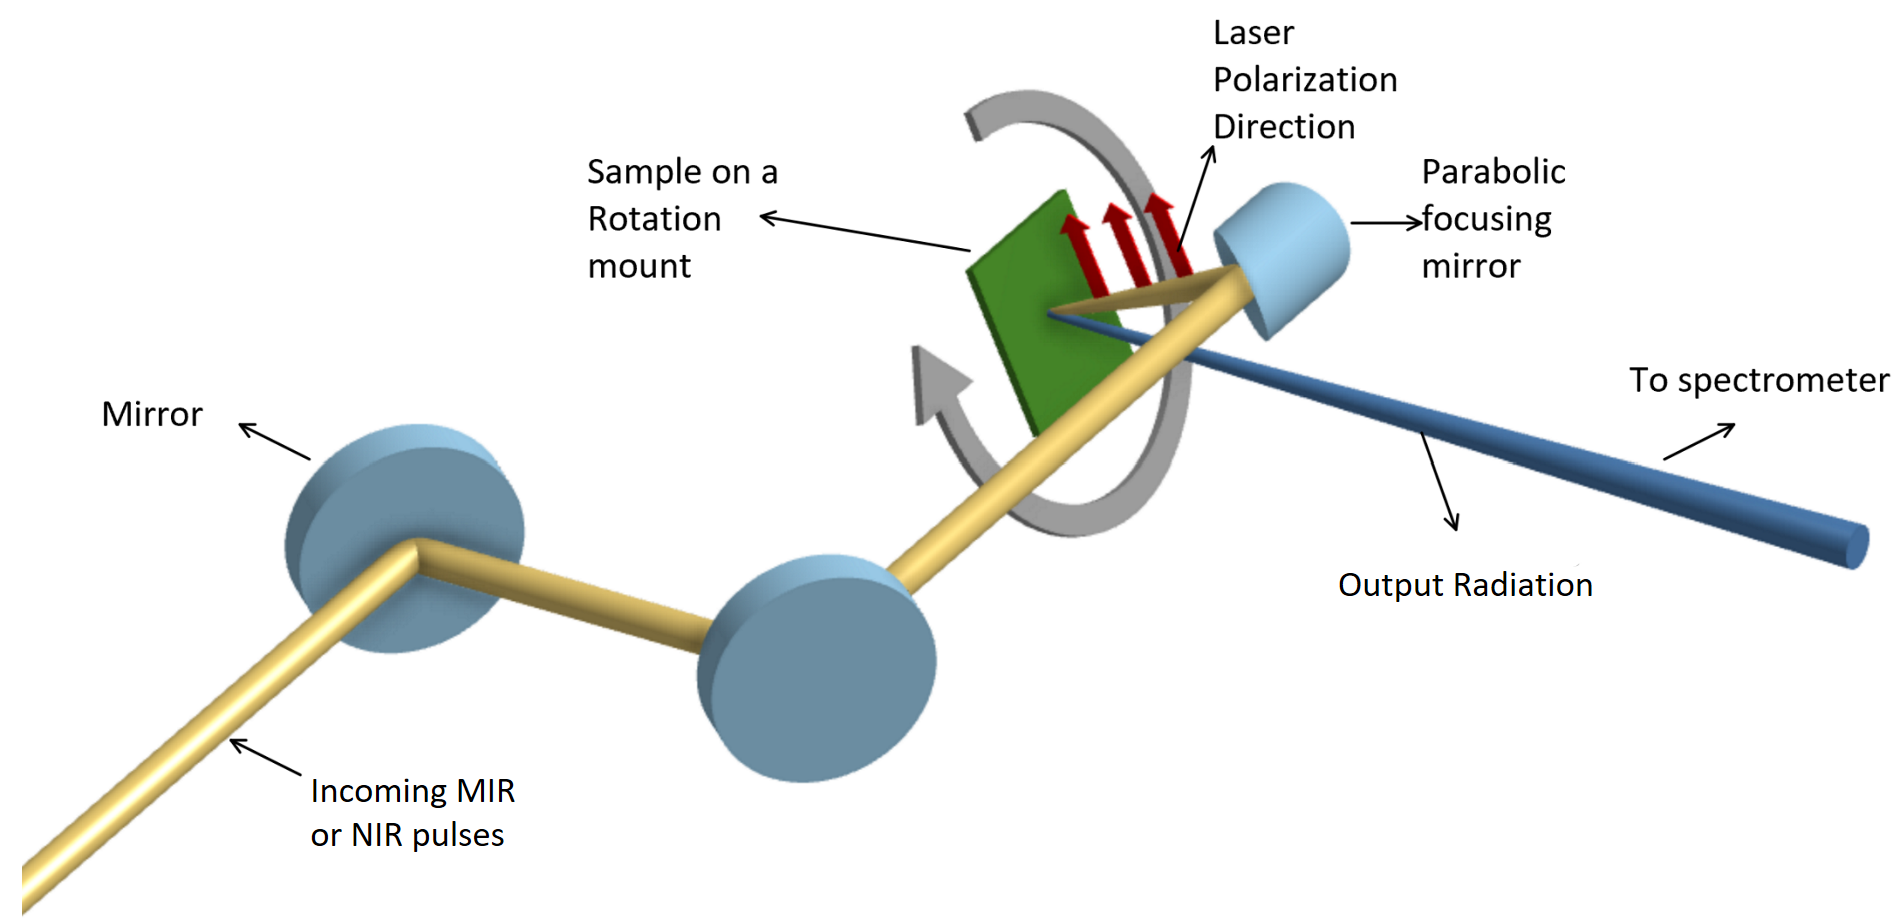 Laser
Polarization
Direction
Sample on a
Rotation
mount
Parabolic
focusing
mirror
To spectrometer
Mirror
Output Radiation
Incoming MIR
or NIR pulses